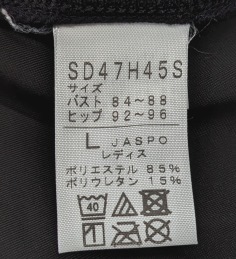 SD47H45S
サイズ
バスト 84~88
ヒップ 92~96
L JASPO
レディス
ポリエステル 85%
ポリウレタン 15%
40